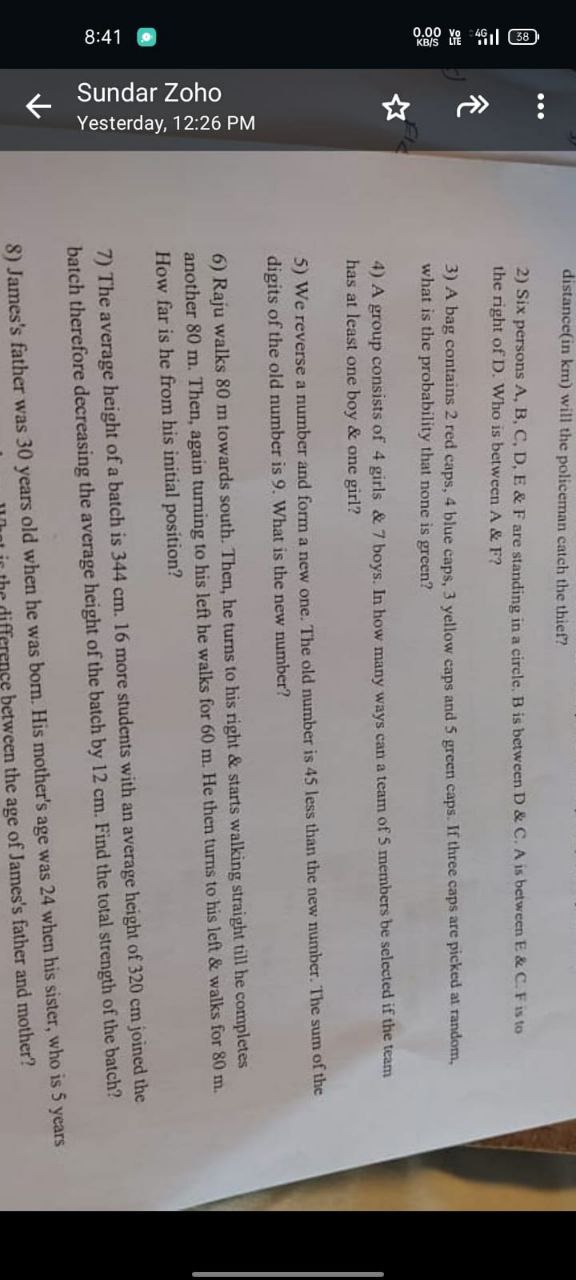 8:41
0.00 KB/S Vo LTE 4G 38
Sundar Zoho
Yesterday, 12:26 PM
distance(in km) will the policeman catch the thief?
2) Six persons A, B, C, D, E & F are standing in a circle. B is between D & C. A is between E & C. F is to
the right of D. Who is between A & F?
3) A bag contains 2 red caps, 4 blue caps, 3 yellow caps and 5 green caps. If three caps are picked at random,
what is the probability that none is green?
4) A group consists of 4 girls & 7 boys. In how many ways can a team of 5 members be selected if the team
has at least one boy & one girl?
5) We reverse a number and form a new one. The old number is 45 less than the new number. The sum of the
digits of the old number is 9. What is the new number?
6) Raju walks 80 m towards south. Then, he turns to his right & starts walking straight till he completes
another 80 m. Then, again turning to his left he walks for 60 m. He then turns to his left & walks for 80 m.
How far is he from his initial position?
7) The average height of a batch is 344 cm. 16 more students with an average height of 320 cm joined the
batch therefore decreasing the average height of the batch by 12 cm. Find the total strength of the batch?
8) James's father was 30 years old when he was born. His mother's age was 24 when his sister, who is 5 years
What is the difference between the age of James's father and mother?